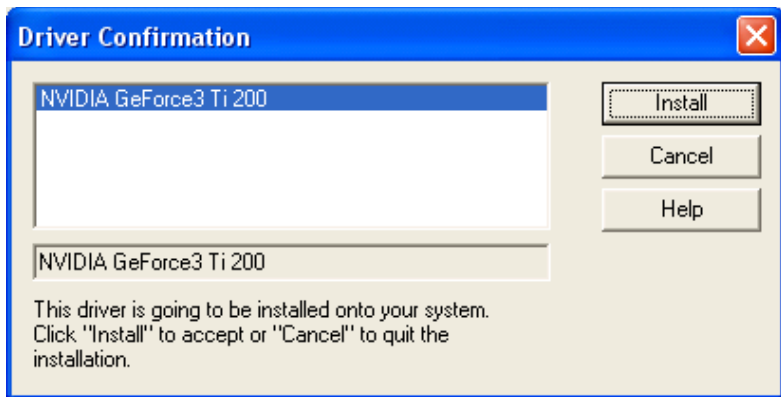 Driver Confirmation
NVIDIA GeForce3 Ti 200
Install
Cancel
Help
NVIDIA GeForce3 Ti 200
This driver is going to be installed onto your system.
Click "Install" to accept or "Cancel" to quit the
installation.